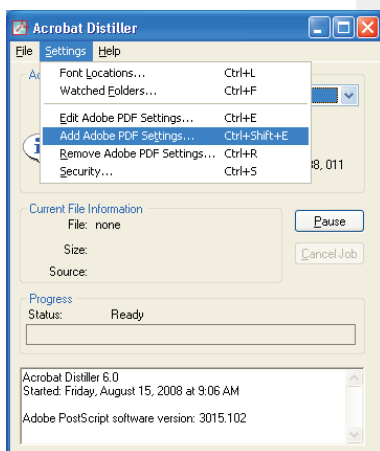 Acrobat Distiller
File Settings Help
Font Locations... Ctrl+L
Watched Folders... Ctrl+F
Edit Adobe PDF Settings... Ctrl+E
Add Adobe PDF Settings... Ctrl+Shift+E
Remove Adobe PDF Settings... Ctrl+R
Security... Ctrl+S
011
Current File Information
File: none
Pause
Size:
Cancel Job
Source:
Progress
Status: Ready
Acrobat Distiller 6.0
Started: Friday, August 15, 2008 at 9:06 AM
Adobe PostScript software version: 3015.102